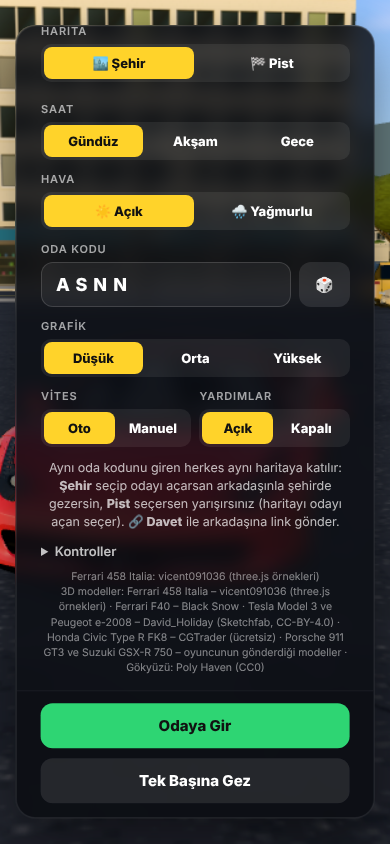 HARITA
🏙️ Şehir 🏁 Pist
SAAT
Gündüz Akşam Gece
HAVA
☀️ Açık 🌧️ Yağmurlu
ODA KODU
ASNN 🎲
GRAFİK
Düşük Orta Yüksek
VİTES YARDIMLAR
Oto Manuel Açık Kapalı
Aynı oda kodunu giren herkes aynı haritaya katılır:
Şehir seçip odayı açarsan arkadaşınla şehirde
gezersin, Pist seçersen yarışırsınız (haritayı odayı
açan seçer). 🔗 Davet ile arkadaşına link gönder.
▶ Kontroller
Ferrari 458 Italia: vicent091036 (three.js örnekleri)
3D modeller: Ferrari 458 Italia – vicent091036 (three.js
örnekleri) · Ferrari F40 – Black Snow · Tesla Model 3 ve
Peugeot e-2008 – David_Holiday (Sketchfab, CC-BY-4.0) ·
Honda Civic Type R FK8 – CGTrader (ücretsiz) · Porsche 911
GT3 ve Suzuki GSX-R 750 – oyuncunun gönderdiği modeller ·
Gökyüzü: Poly Haven (CC0)
Odaya Gir
Tek Başına Gez